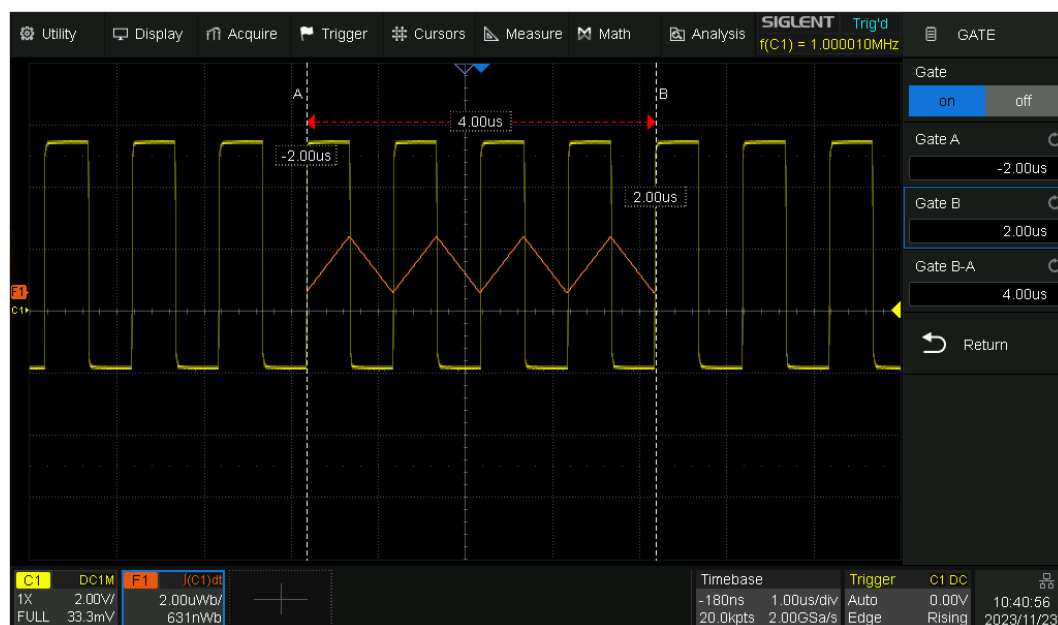 Utility Display Acquire Trigger Cursors Measure Math Analysis
SIGLENT Trig'd
f(C1) = 1.000010MHz
GATE
Gate
on off
Gate A
-2.00us
Gate B
2.00us
Gate B-A
4.00us
Return
A B
4.00us
-2.00us
2.00us
F1
C1
C1 DC1M
1X 2.00V/
FULL 33.3mV
F1 ∫(C1)dt
2.00uWb/
631nWb
Timebase
-180ns 1.00us/div
20.0kpts 2.00GSa/s
Trigger C1 DC
Auto 0.00V
Edge Rising
10:40:56
2023/11/23